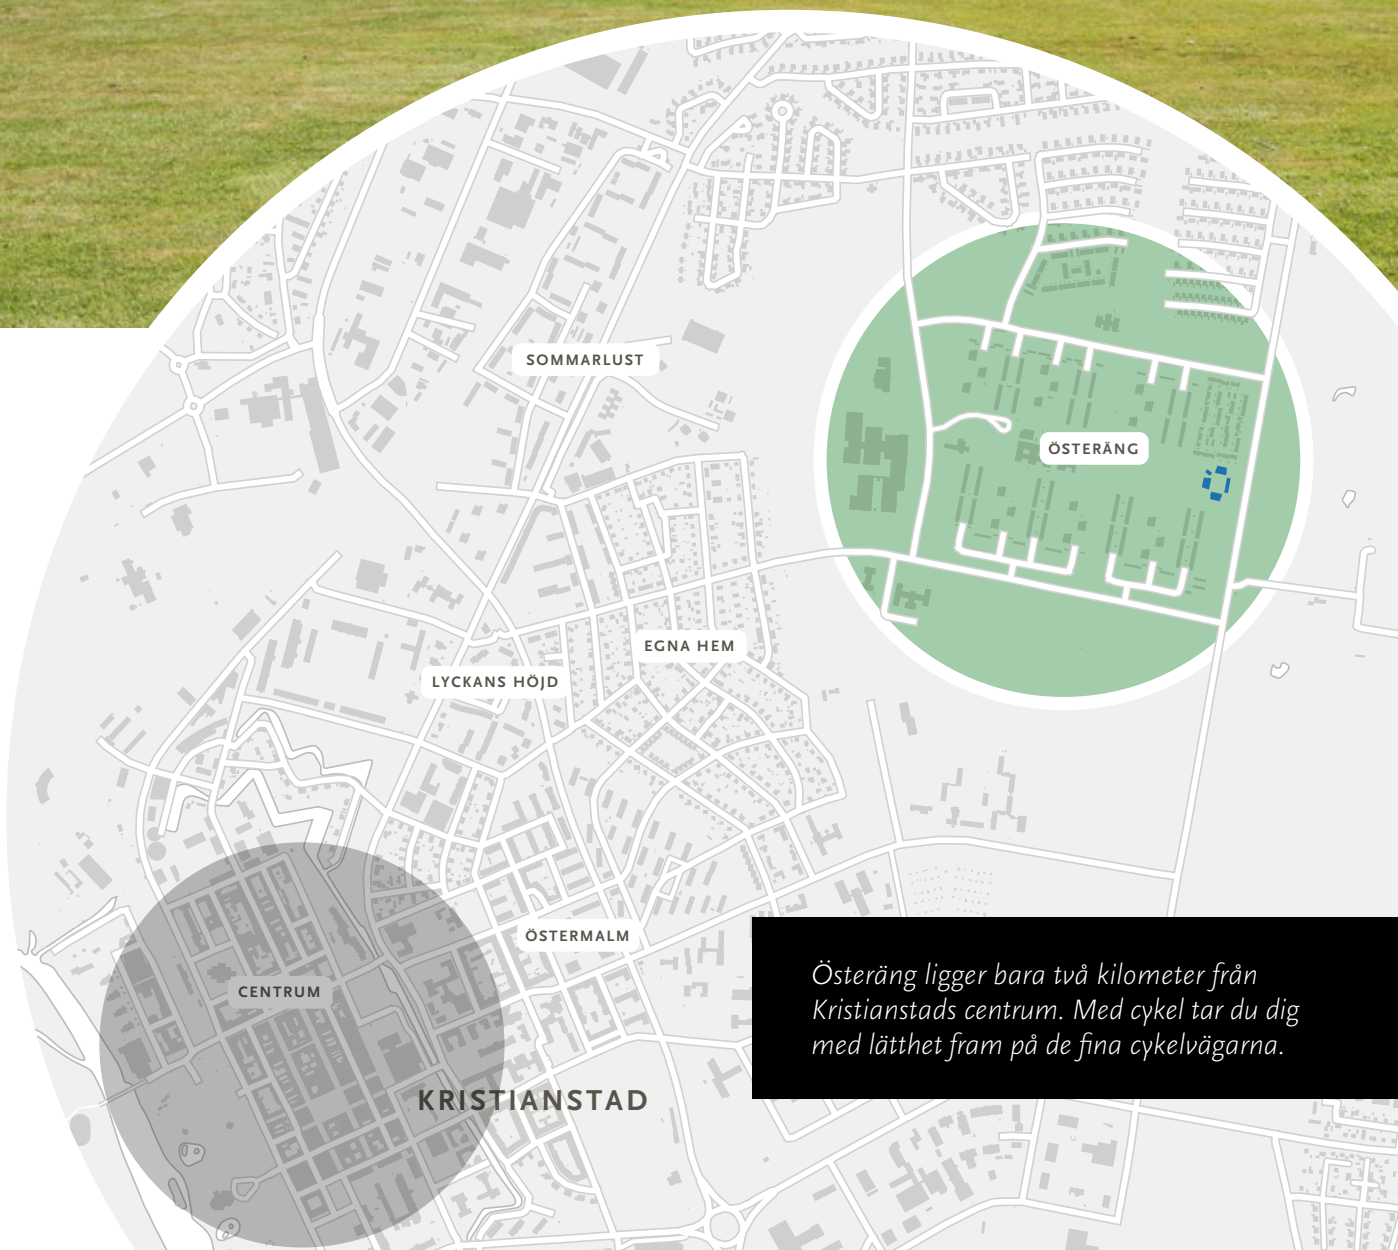 SOMMARLUST
ÖSTERÄNG
EGNA HEM
LYCKANS HÖJD
ÖSTERMALM
CENTRUM
KRISTIANSTAD
Österäng ligger bara två kilometer från
Kristianstads centrum. Med cykel tar du dig
med lätthet fram på de fina cykelvägarna.